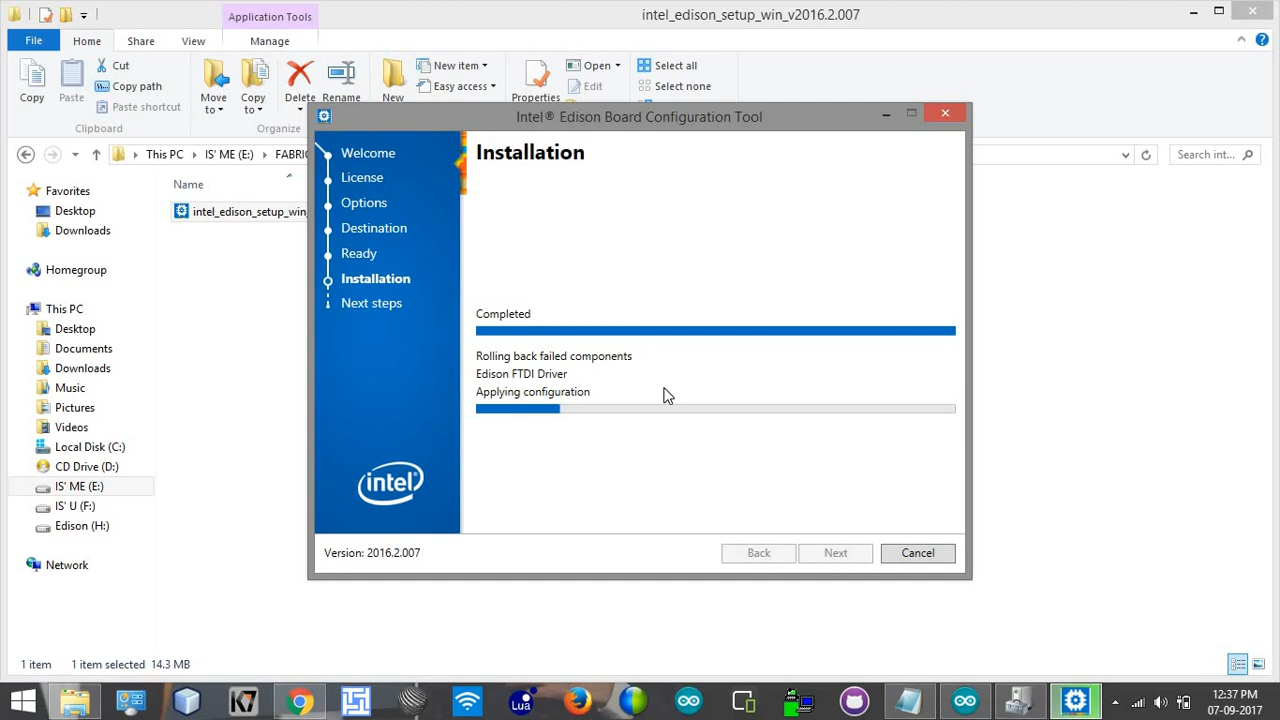 Application Tools
intel_edison_setup_win_v2016.2.007
File
Home
Share
View
Manage
Copy
Paste
Cut
Copy path
Paste shortcut
Clipboard
Move to
Copy to
Delete
Rename
Organize
New
New item
Easy access
Properties
Open
Edit
Select all
Select none
This PC
IS' ME (E:)
Search int...
Name
intel_edison_setup_win_
Favorites
Desktop
Downloads
Homegroup
This PC
Desktop
Documents
Downloads
Music
Pictures
Videos
Local Disk (C:)
CD Drive (D:)
IS' ME (E:)
IS' U (F:)
Edison (H:)
Network
Intel® Edison Board Configuration Tool
Welcome
License
Options
Destination
Ready
Installation
Next steps
intel
Installation
Completed
Rolling back failed components
Edison FTDI Driver
Applying configuration
Version: 2016.2.007
Back
Next
Cancel
1 item
1 item selected 14.3 MB
K7
Lua
12:37 PM
07-09-2017